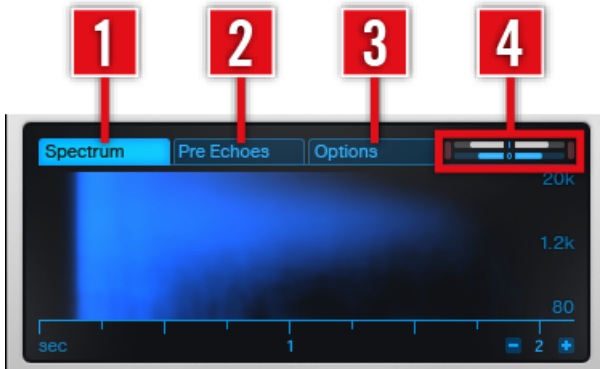 1 2 3 4
Spectrum Pre Echoes Options
I
O
20k
1.2k
80
sec 1 - 2 +